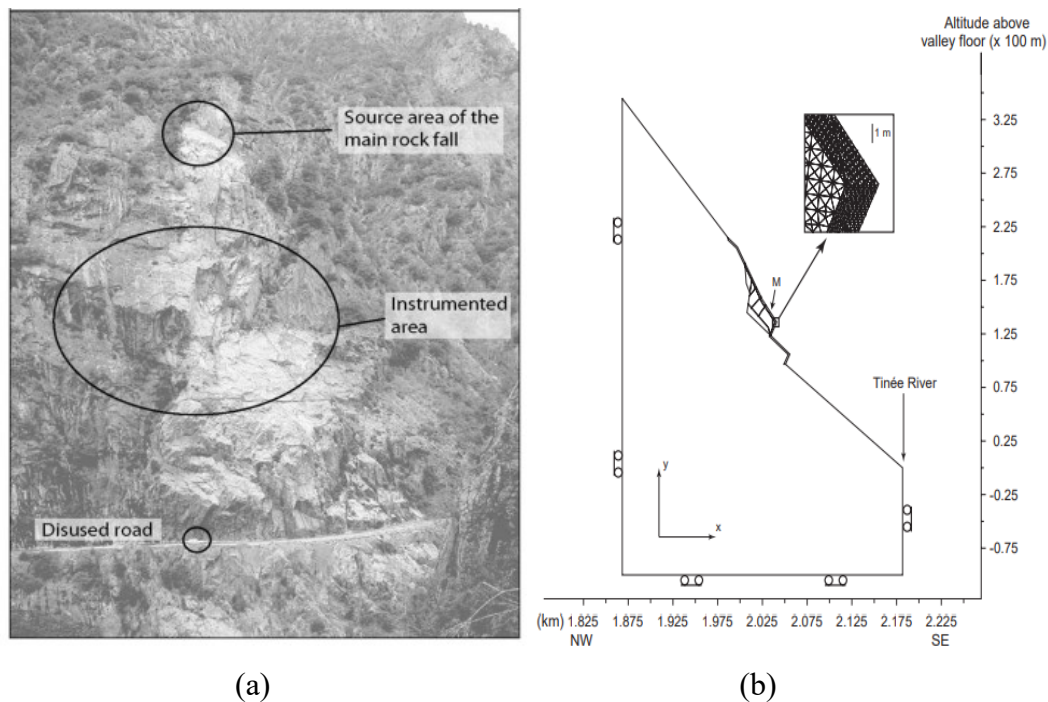 Source area of the
main rock fall
Instrumented
area
Disused road
(a)
Altitude above
valley floor (x 100 m)
3.25
2.75
2.25
1.75
1.25
0.75
0.25
-0.25
-0.75
1 m
M
Tinée River
y
x
(km) 1.825 1.875 1.925 1.975 2.025 2.075 2.125 2.175 2.225
NW SE
(b)